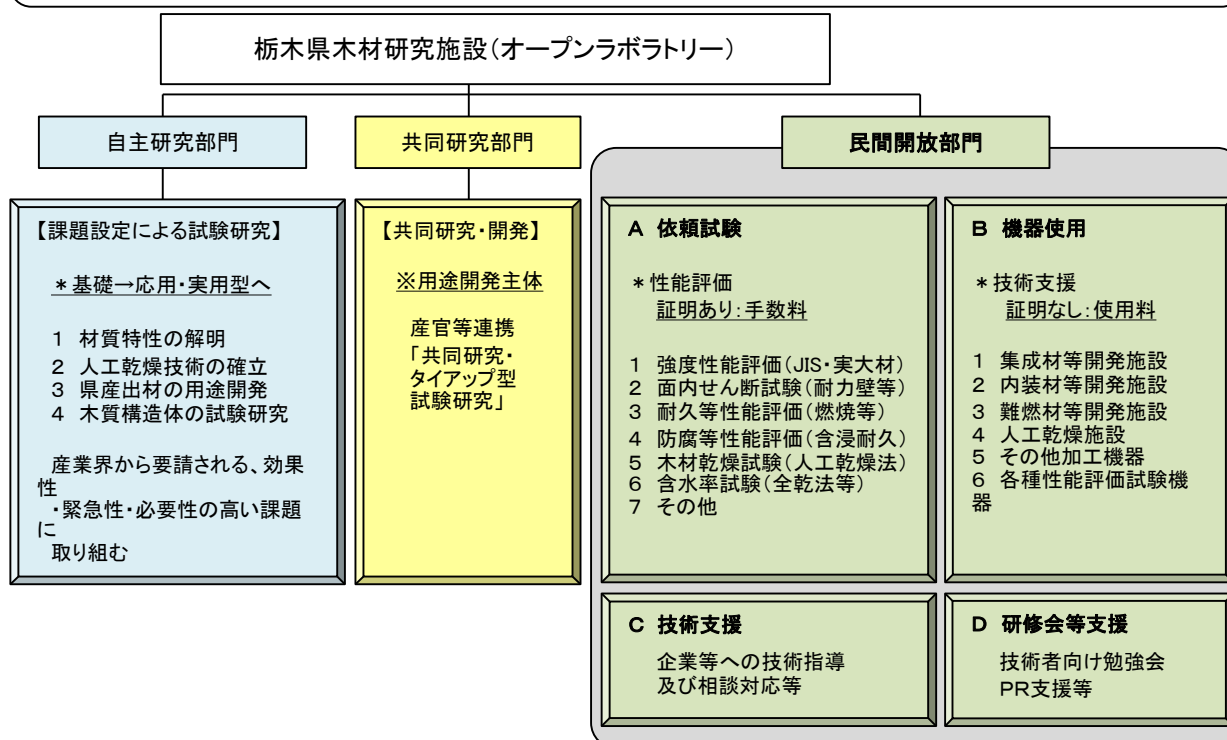 栃木県木材研究施設(オープンラボラトリー)
自主研究部門
共同研究部門
民間開放部門
【課題設定による試験研究】
＊基礎→応用・実用型へ
1 材質特性の解明
2 人工乾燥技術の確立
3 県産出材の用途開発
4 木質構造体の試験研究
産業界から要請される、効果
性
・緊急性・必要性の高い課題
に
取り組む
【共同研究・開発】
※用途開発主体
産官等連携
「共同研究・
タイアップ型
試験研究」
A 依頼試験
＊性能評価
証明あり：手数料
1 強度性能評価(JIS・実大材)
2 面内せん断試験(耐力壁等)
3 耐久等性能評価(燃焼等)
4 防腐等性能評価(含浸耐久)
5 木材乾燥試験(人工乾燥法)
6 含水率試験(全乾法等)
7 その他
B 機器使用
＊技術支援
証明なし：使用料
1 集成材等開発施設
2 内装材等開発施設
3 難燃材等開発施設
4 人工乾燥施設
5 その他加工機器
6 各種性能評価試験機
器
C 技術支援
企業等への技術指導
及び相談対応等
D 研修会等支援
技術者向け勉強会
PR支援等